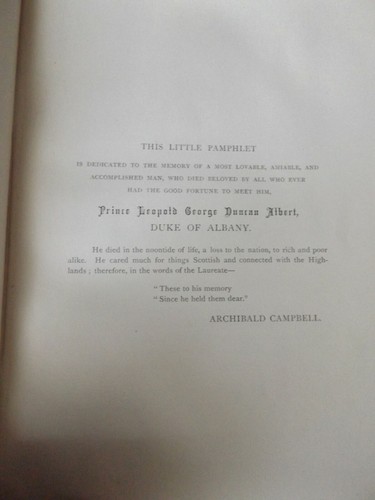 THIS LITTLE PAMPHLET
IS DEDICATED TO THE MEMORY OF A MOST LOVABLE, AMIABLE, AND
ACCOMPLISHED MAN, WHO DIED BELOVED BY ALL WHO EVER
HAD THE GOOD FORTUNE TO MEET HIM,
Prince Leopold George Duncan Albert,
DUKE OF ALBANY.
He died in the noontide of life, a loss to the nation, to rich and poor
alike. He cared much for things Scottish and connected with the High-
lands; therefore, in the words of the Laureate—
"These to his memory
"Since he held them dear."
ARCHIBALD CAMPBELL.